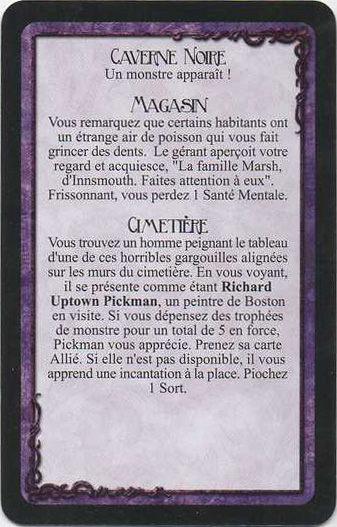 Caverne Noire
Un monstre apparaît !
Magasin
Vous remarquez que certains habitants ont
un étrange air de poisson qui vous fait
grincer des dents. Le gérant aperçoit votre
regard et acquiesce, "La famille Marsh,
d'Innsmouth. Faites attention à eux".
Frissonnant, vous perdez 1 Santé Mentale.
Cimetière
Vous trouvez un homme peignant le tableau
d'une de ces horribles gargouilles alignées
sur les murs du cimetière. En vous voyant,
il se présente comme étant Richard
Uptown Pickman, un peintre de Boston
en visite. Si vous dépensez des trophées
de monstre pour un total de 5 en force,
Pickman vous apprécie. Prenez sa carte
Allié. Si elle n'est pas disponible, il vous
apprend une incantation à la place. Piochez
1 Sort.